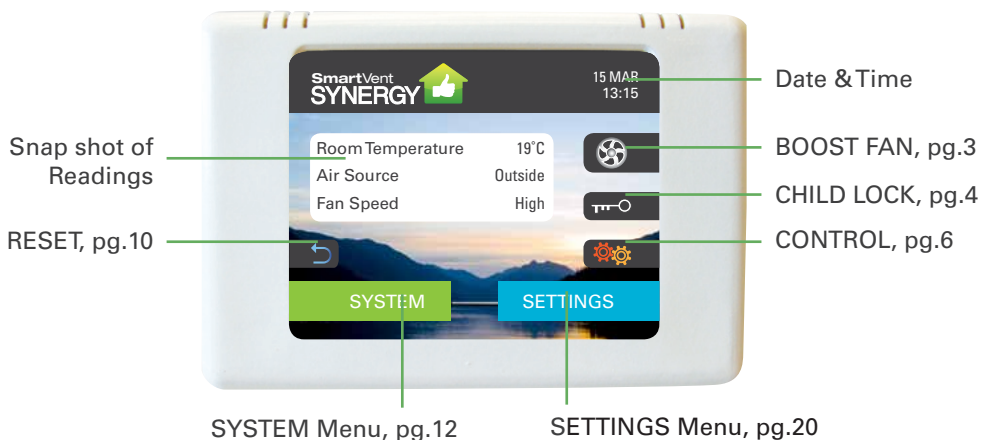 SmartVent
SYNERGY
15 MAR
13:15
Date & Time
Snap shot of
Readings
Room Temperature 19°C
Air Source Outside
Fan Speed High
BOOST FAN, pg.3
CHILD LOCK, pg.4
RESET, pg.10
CONTROL, pg.6
SYSTEM
SETTINGS
SYSTEM Menu, pg.12
SETTINGS Menu, pg.20